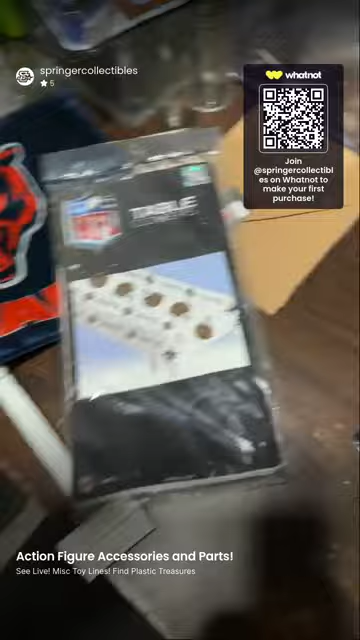 springercollectibles
★ 5
whatnot
Join
@springercollectibl
es on Whatnot to
make your first
purchase!
NFL
TABLE
Action Figure Accessories and Parts!
See Live! Misc Toy Lines! Find Plastic Treasures